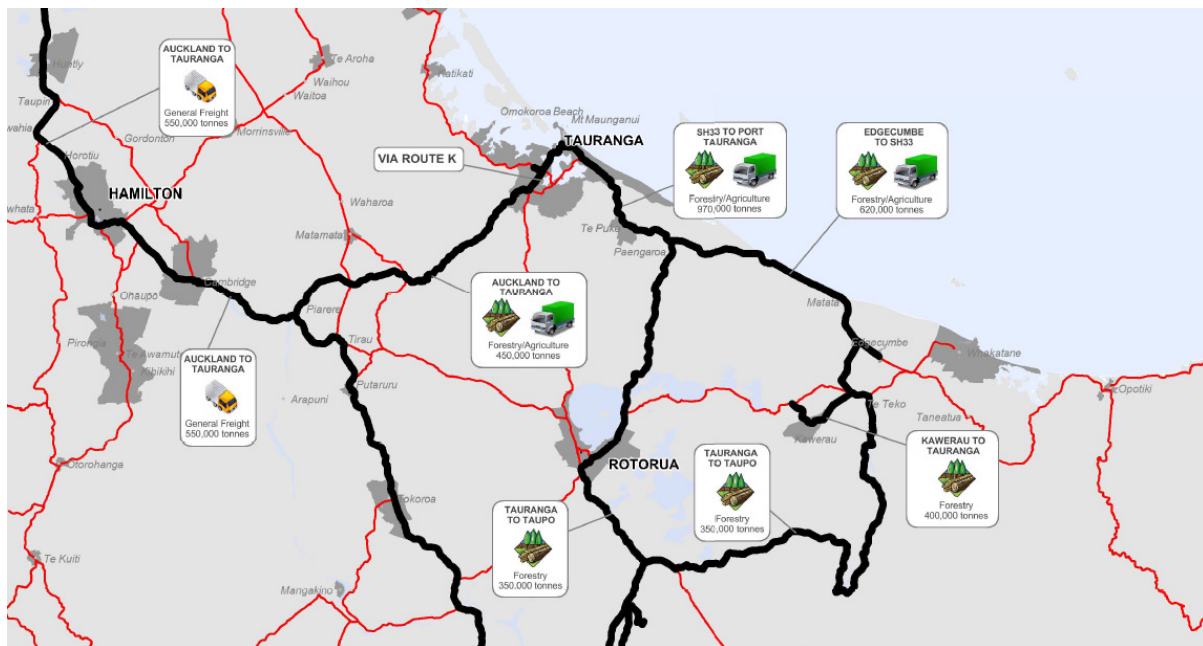 AUCKLAND TO
TAURANGA
General Freight
550,000 tonnes
Huntly
Te Aroha
Waihou
Waitoa
Katikati
Taupiri
Gordonton
Morrinsville
Omokoroa Beach
Mt Maunganui
TAURANGA
VIA ROUTE K
SH33 TO PORT
TAURANGA
Forestry/Agriculture
970,000 tonnes
EDGECUMBE
TO SH33
Forestry/Agriculture
620,000 tonnes
Horotiu
HAMILTON
Waharoa
Matamata
Te Puke
Paengaroa
Cambridge
Ohaupo
Piarere
AUCKLAND TO
TAURANGA
Forestry/Agriculture
450,000 tonnes
Matata
Pirongia
Te Awamutu
Kihikihi
Tirau
Edgecumbe
Whakatane
AUCKLAND TO
TAURANGA
General Freight
550,000 tonnes
Putaruru
Arapuni
Opotiki
Te Teko
Taneatua
Kawerau
KAWERAU TO
TAURANGA
Forestry
400,000 tonnes
Otorohanga
ROTORUA
TAURANGA
TO TAUPO
Forestry
350,000 tonnes
Tokoroa
TAURANGA
TO TAUPO
Forestry
350,000 tonnes
Te Kuiti
Mangakino